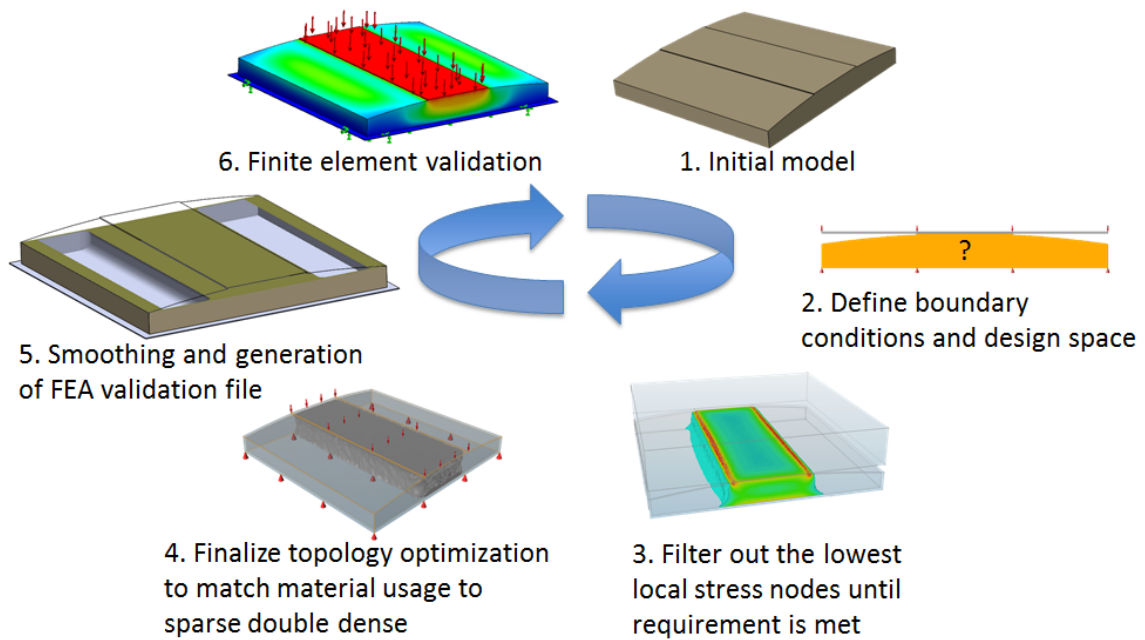 6. Finite element validation
1. Initial model
?
2. Define boundary
conditions and design space
5. Smoothing and generation
of FEA validation file
4. Finalize topology optimization
to match material usage to
sparse double dense
3. Filter out the lowest
local stress nodes until
requirement is met